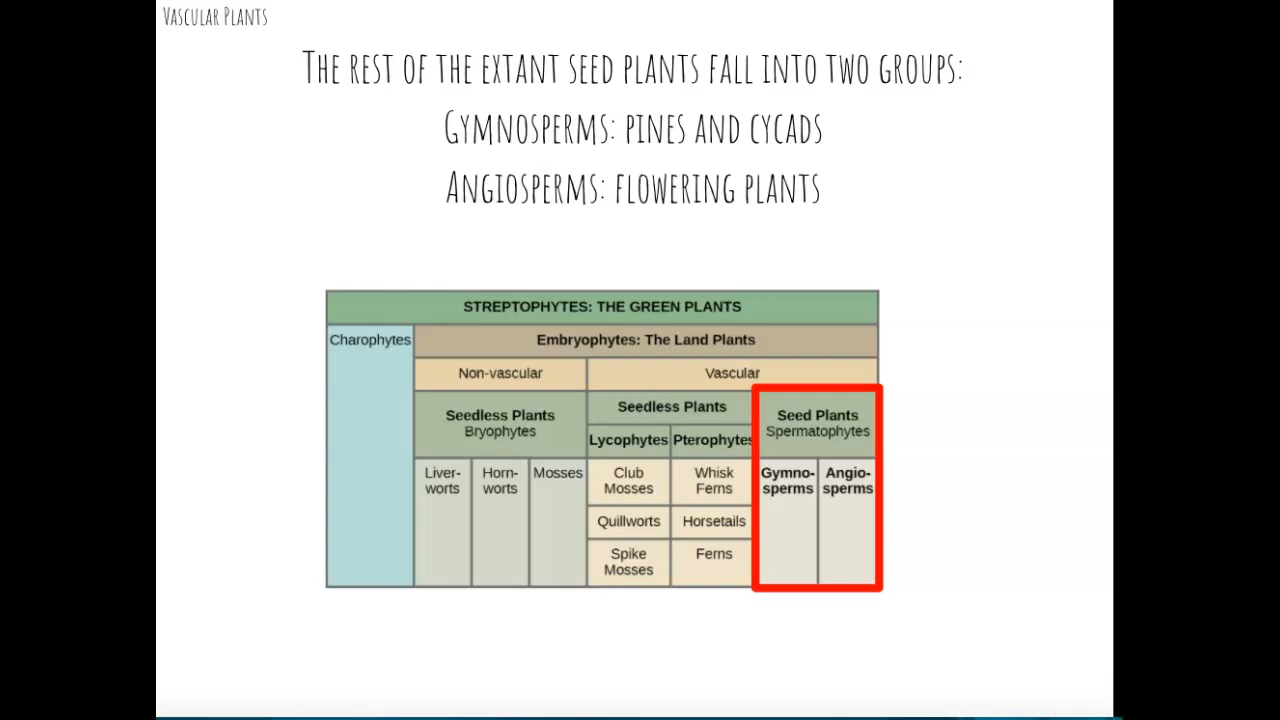 Vascular Plants
The rest of the extant seed plants fall into two groups:
Gymnosperms: pines and cycads
Angiosperms: flowering plants
STREPTOPHYTES: THE GREEN PLANTS
Charophytes
Embryophytes: The Land Plants
Non-vascular
Vascular
Seedless Plants
Bryophytes
Seedless Plants
Seed Plants
Spermatophytes
Lycophytes
Pterophytes
Liver-
worts
Horn-
worts
Mosses
Club
Mosses
Whisk
Ferns
Gymno-
sperms
Angio-
sperms
Quillworts
Horsetails
Spike
Mosses
Ferns